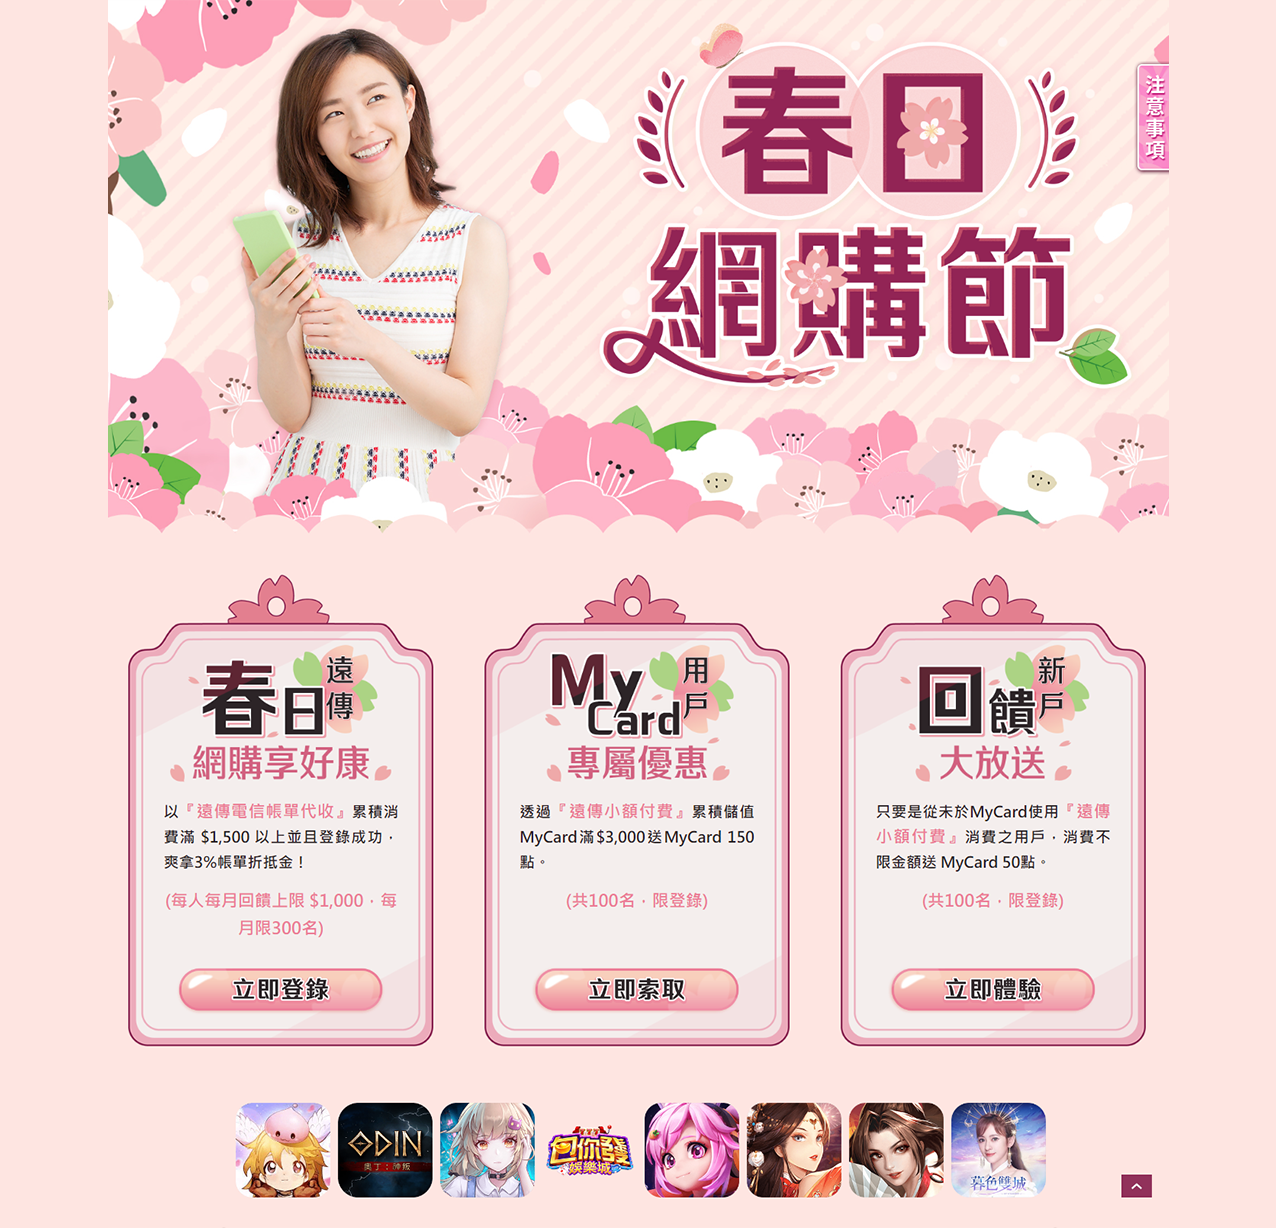 春日
網購節
注意事項
遠傳
春日
網購享好康
以『遠傳電信帳單代收』累積消
費滿 $1,500 以上並且登錄成功，
爽拿3%帳單折抵金！
(每人每月回饋上限 $1,000，每
月限300名)
立即登錄
MyCard
用戶
專屬優惠
透過『遠傳小額付費』累積儲值
MyCard滿$3,000送MyCard 150
點。
(共100名，限登錄)
立即索取
新戶
回饋
大放送
只要是從未於MyCard使用『遠傳
小額付費』消費之用戶，消費不
限金額送 MyCard 50點。
(共100名，限登錄)
立即體驗
ODIN
奧丁：神叛
包你發
娛樂城
暮色雙城